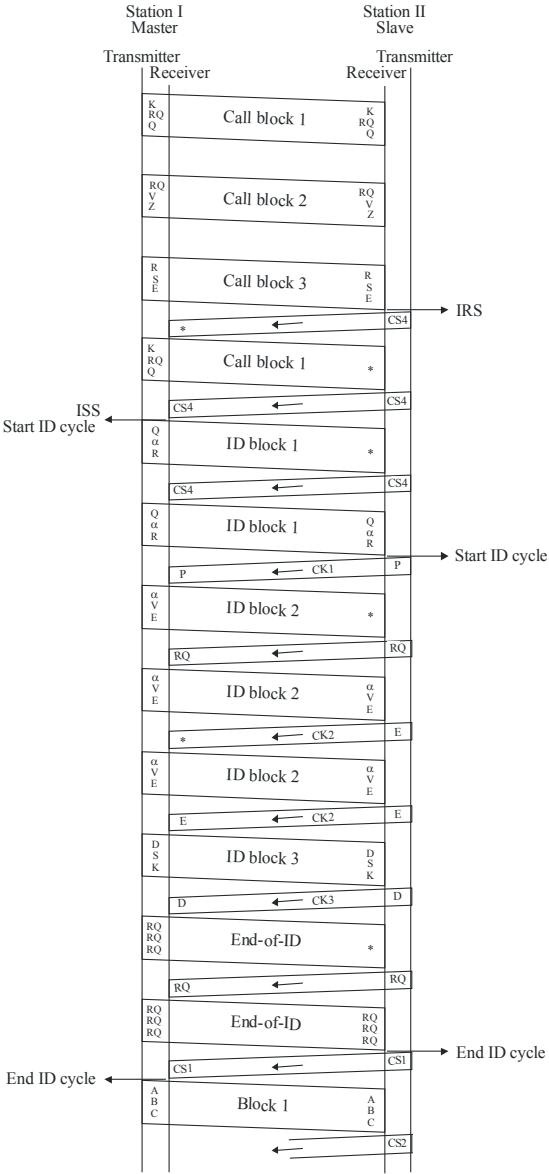 Station I
Master
Station II
Slave
Transmitter
Receiver
Receiver
Transmitter
K
RQ
Q
Call block 1
K
RQ
Q
RQ
V
Z
Call block 2
RQ
V
Z
R
S
E
Call block 3
R
S
E
IRS
*
CS4
K
RQ
Q
Call block 1
*
CS4
CS4
ISS
Start ID cycle
Q
α
R
ID block 1
*
CS4
CS4
Q
α
R
ID block 1
Q
α
R
Start ID cycle
P
CK1
P
α
V
E
ID block 2
*
RQ
RQ
α
V
E
ID block 2
α
V
E
*
CK2
E
α
V
E
ID block 2
α
V
E
E
CK2
E
D
S
K
ID block 3
D
S
K
D
CK3
D
RQ
RQ
RQ
End-of-ID
*
RQ
RQ
RQ
RQ
RQ
End-of-ID
RQ
RQ
RQ
End ID cycle
CS1
CS1
End ID cycle
A
B
C
Block 1
A
B
C
CS2